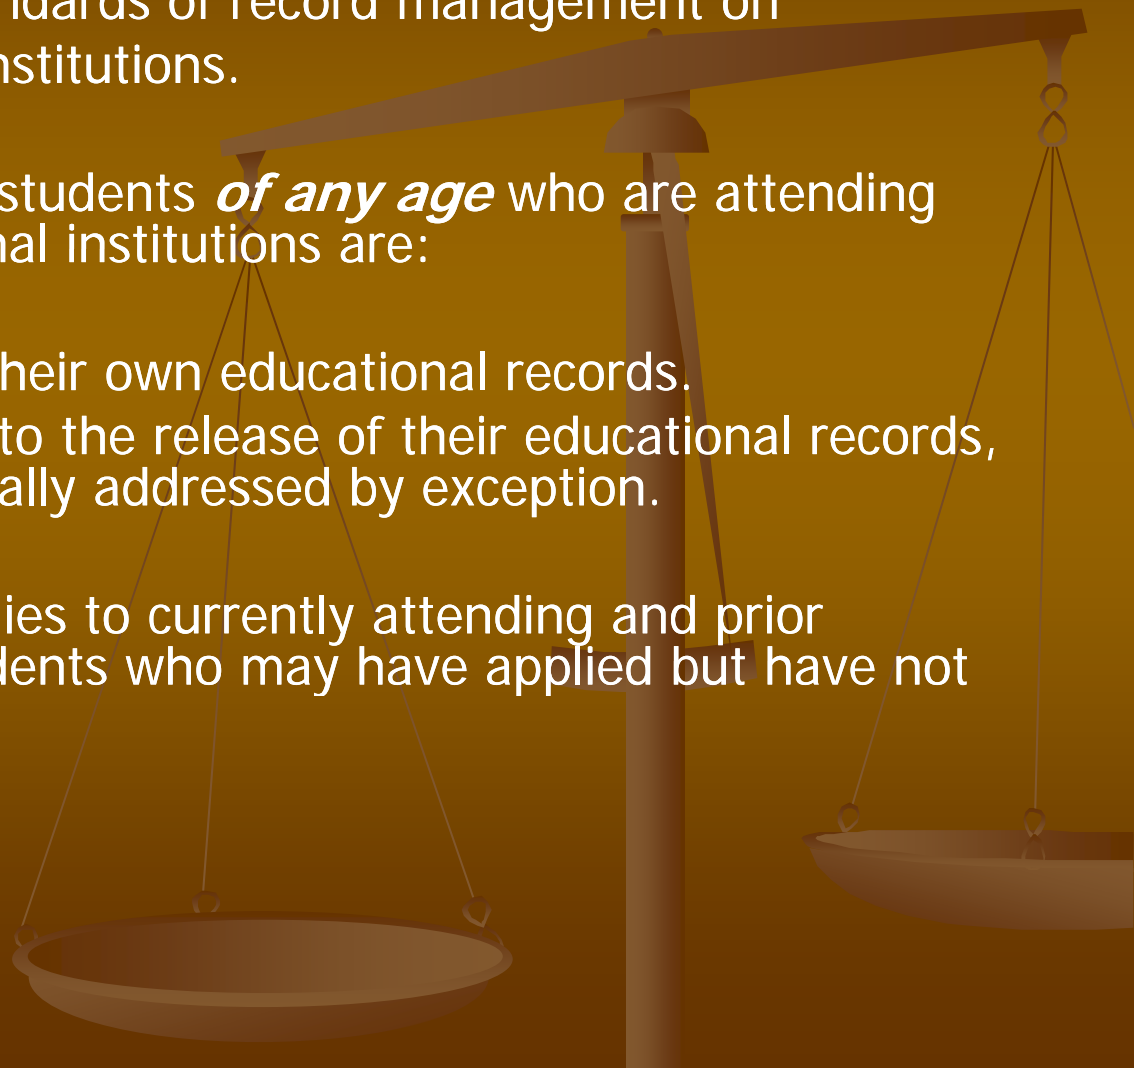 ndards of record management on
nstitutions.
students of any age who are attending
nal institutions are:
heir own educational records.
to the release of their educational records,
ally addressed by exception.
lies to currently attending and prior
dents who may have applied but have not